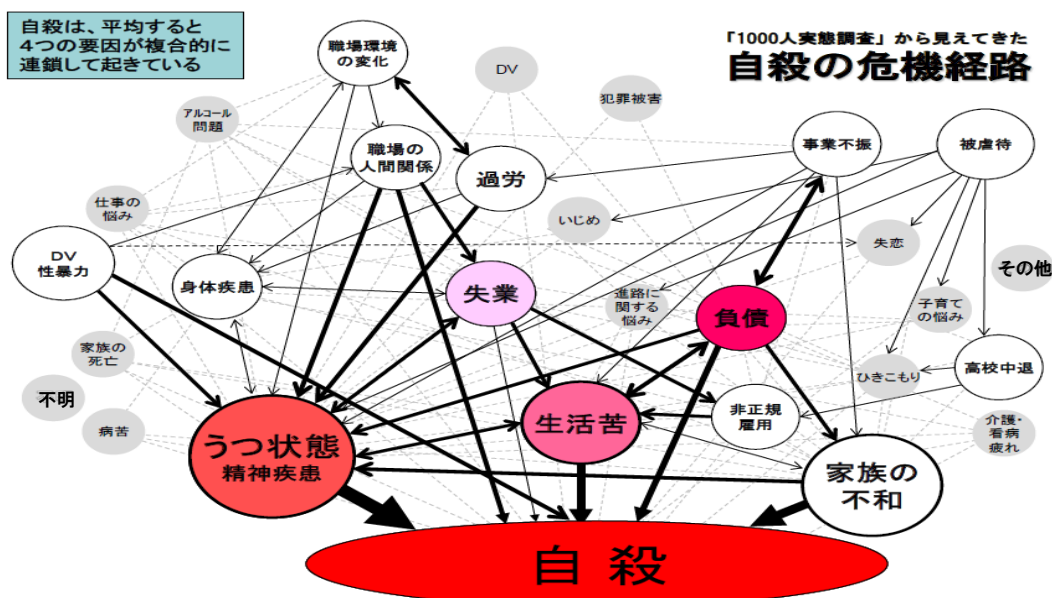 自殺は、平均すると
4つの要因が複合的に
連鎖して起きている
「1000人実態調査」から見えてきた
自殺の危機経路
職場環境
の変化
DV
犯罪被害
アルコール
問題
職場の
人間関係
過労
事業不振
被虐待
仕事の
悩み
いじめ
失恋
DV
性暴力
身体疾患
失業
進路に
関する
悩み
負債
その他
子育て
の悩み
家族の
死亡
ひきこもり
高校中退
不明
病苦
うつ状態
精神疾患
生活苦
非正規
雇用
介護・
看病
疲れ
家族の
不和
自殺